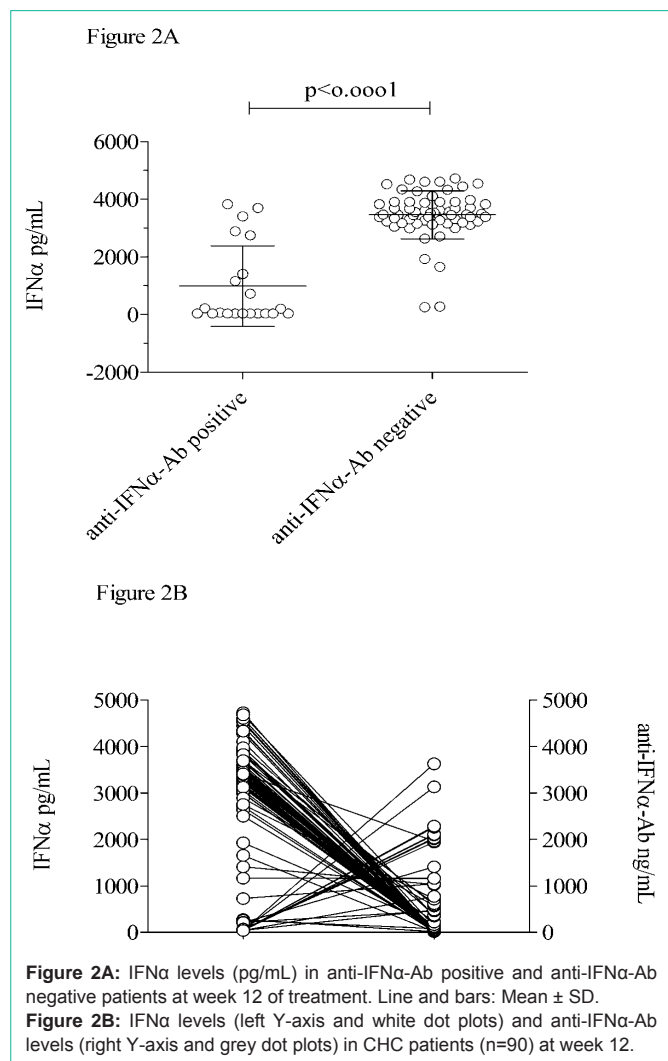 Figure 2A
p<0.0001
6000
4000
2000
0
-2000
IFNα pg/mL
anti-IFNα-Ab positive
anti-IFNα-Ab negative
Figure 2B
5000
4000
3000
2000
1000
0
IFNα pg/mL
5000
4000
3000
2000
1000
0
anti-IFNα-Ab ng/mL
Figure 2A: IFNα levels (pg/mL) in anti-IFNα-Ab positive and anti-IFNα-Ab
negative patients at week 12 of treatment. Line and bars: Mean ± SD.
Figure 2B: IFNα levels (left Y-axis and white dot plots) and anti-IFNα-Ab
levels (right Y-axis and grey dot plots) in CHC patients (n=90) at week 12.